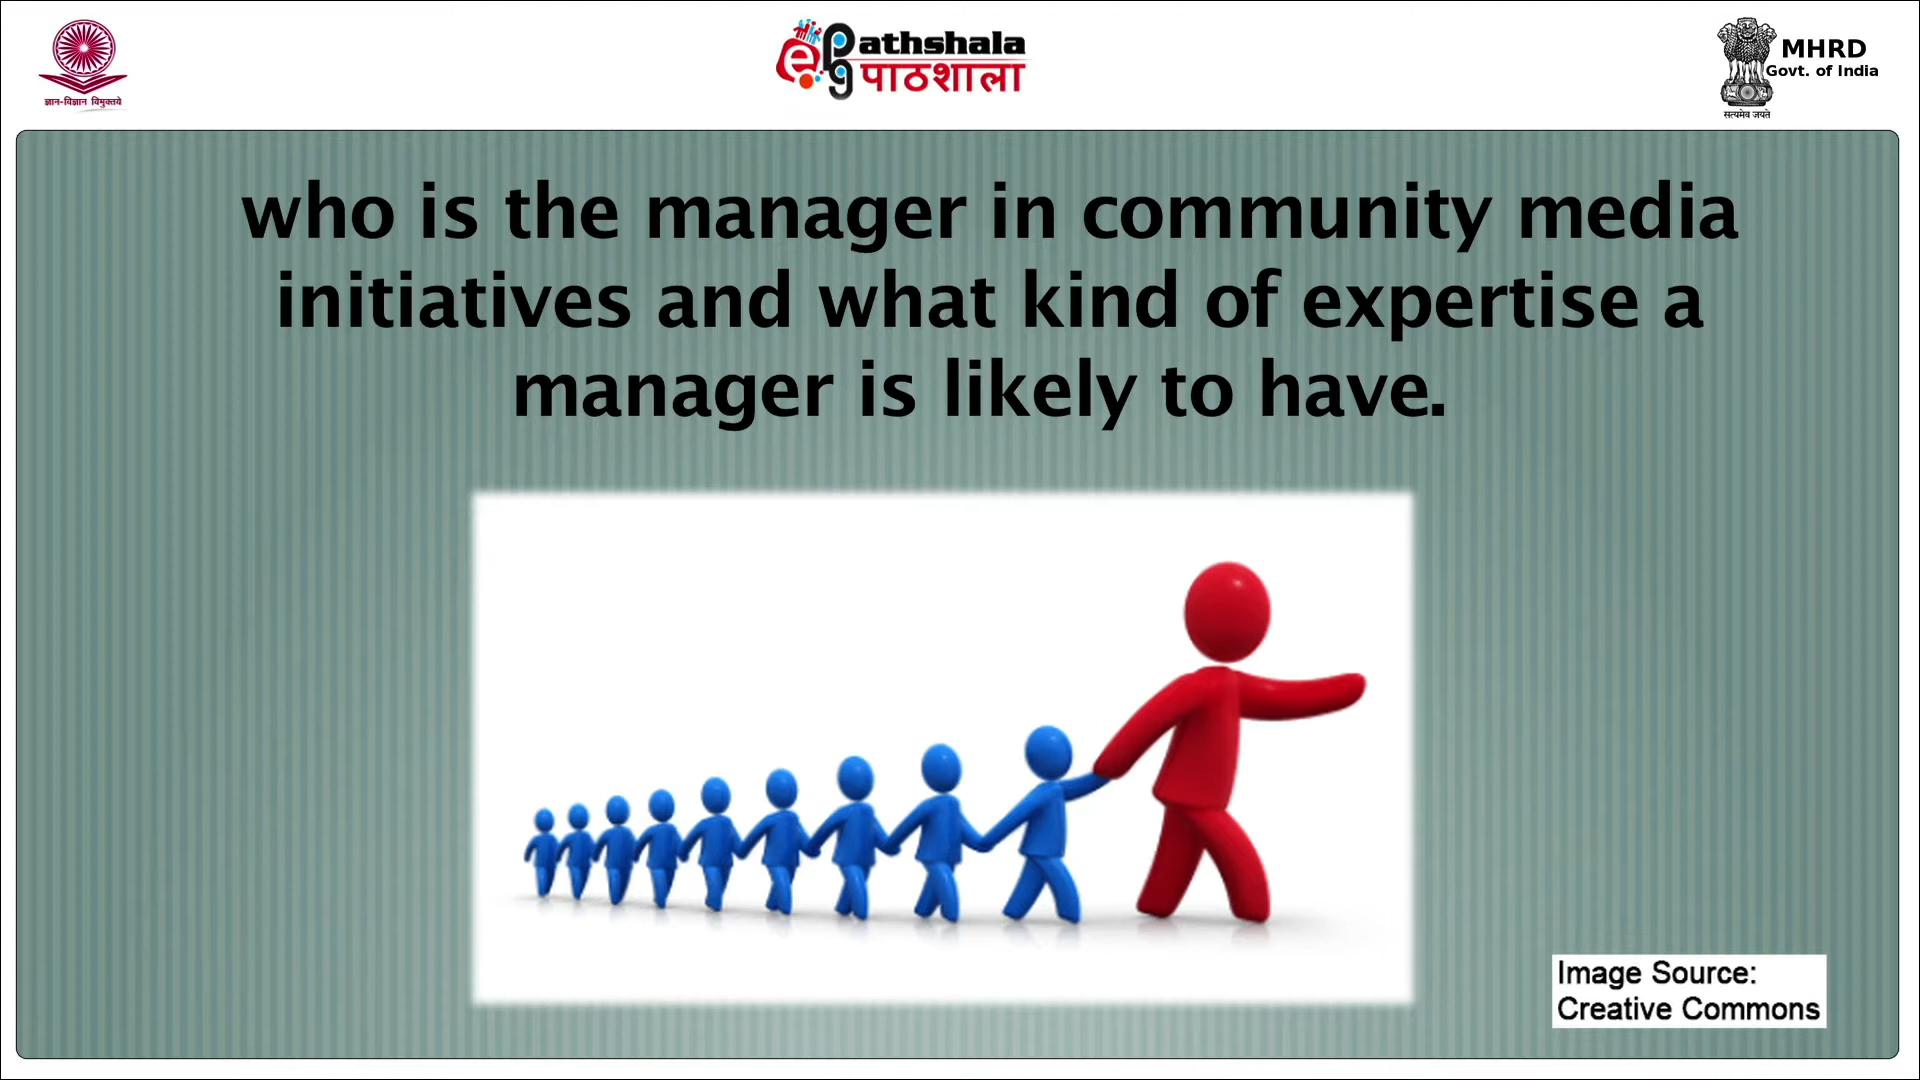 ज्ञान-विज्ञान विमुक्तये
e
PG
athshala
पाठशाला
MHRD
Govt. of India
सत्यमेव जयते
who is the manager in community media
initiatives and what kind of expertise a
manager is likely to have.
Image Source:
Creative Commons